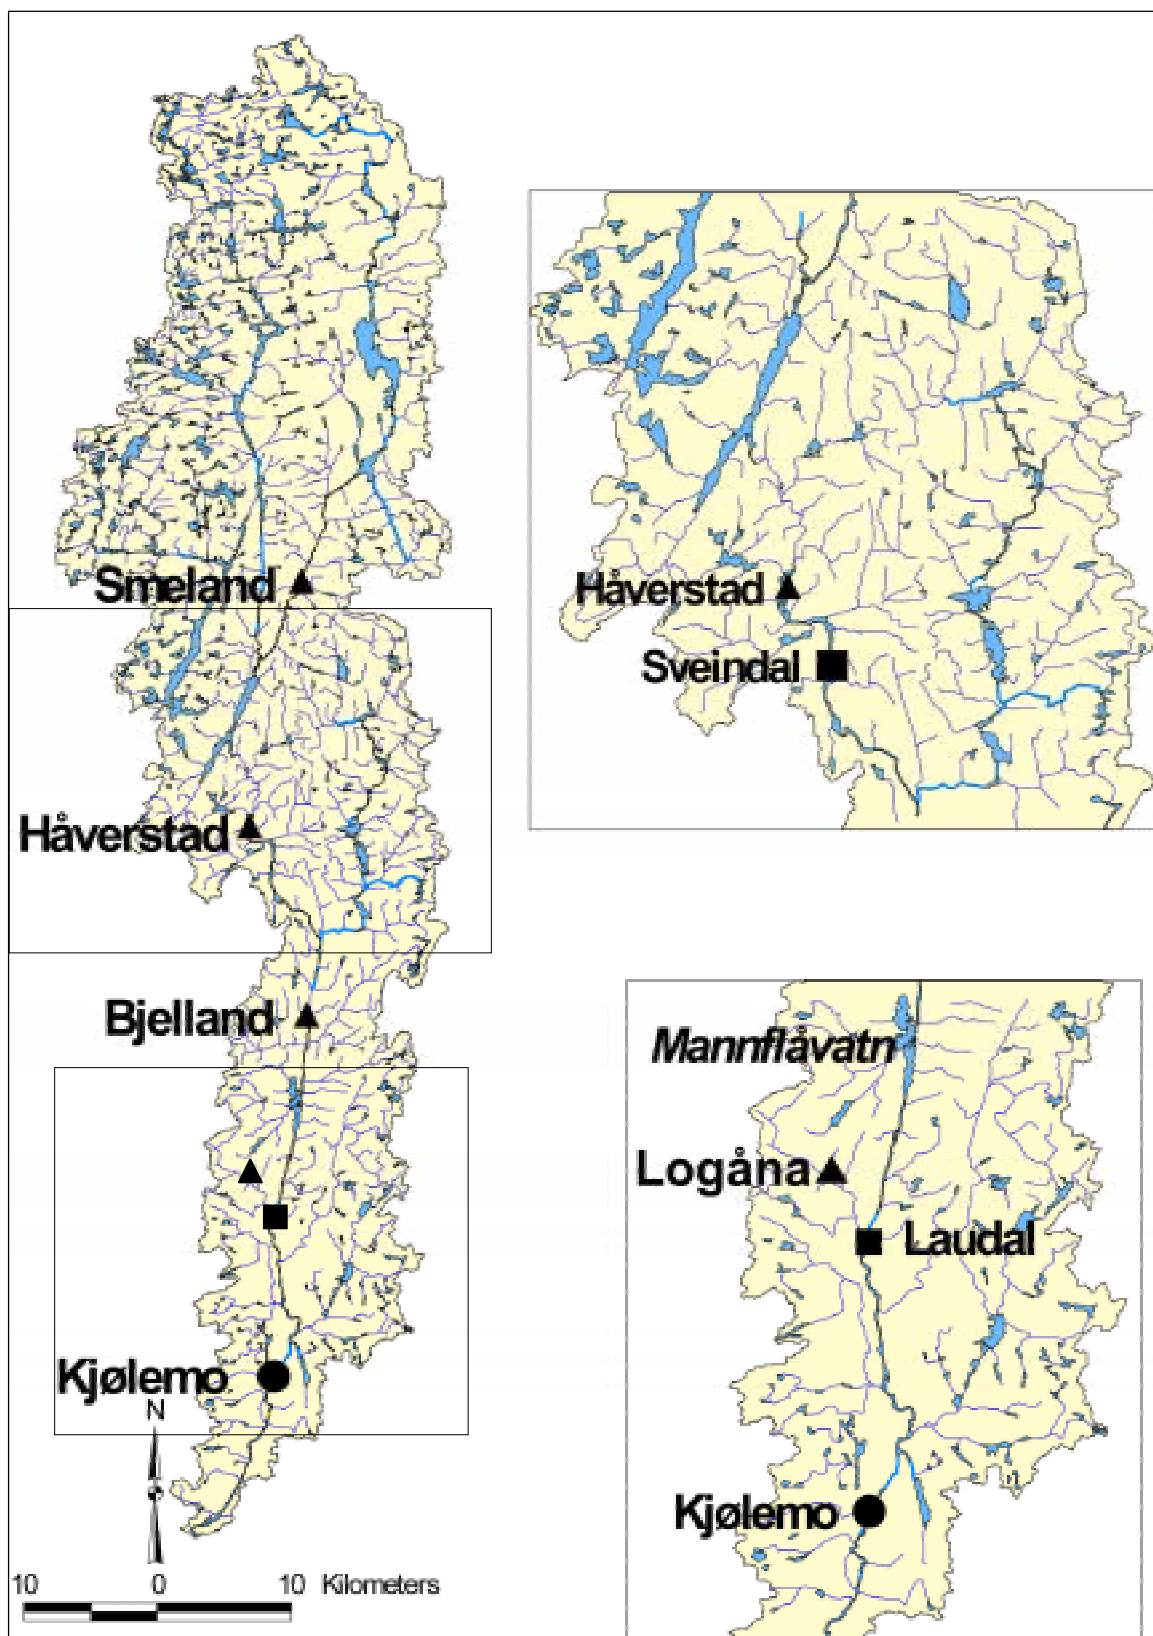 Smeland
Håverstad
Bjelland
Kjølemo
N
10 0 10 Kilometers
Håverstad
Sveindal
Mannflåvatn
Logåna
Laudal
Kjølemo